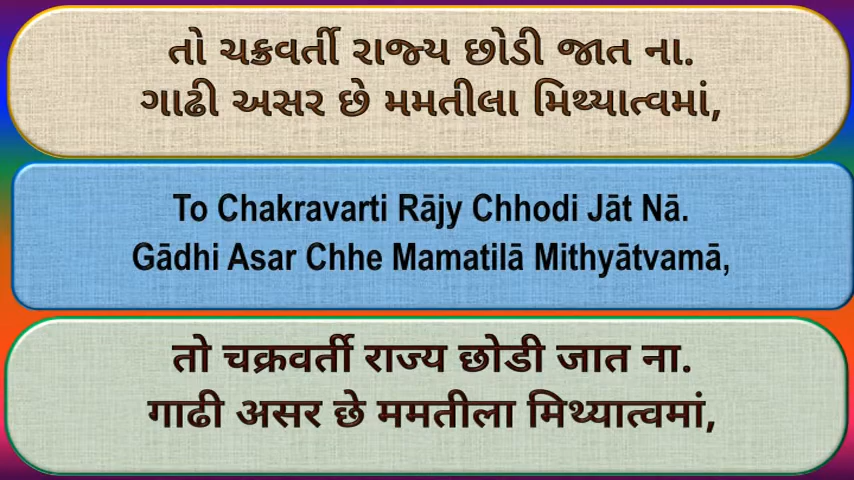 તો ચક્રવર્તી રાજ્ય છોડી જાત ના.
ગાઢી અસર છે મમતીલા મિથ્યાત્વમાં,
To Chakravarti Rājy Chhodi Jāt Nā.
Gādhi Asar Chhe Mamatilā Mithyātvamā,
तो चक्रवर्ती राज्य छोडी जात ना.
गाढी असर छे ममतीला मिथ्यात्वमां,